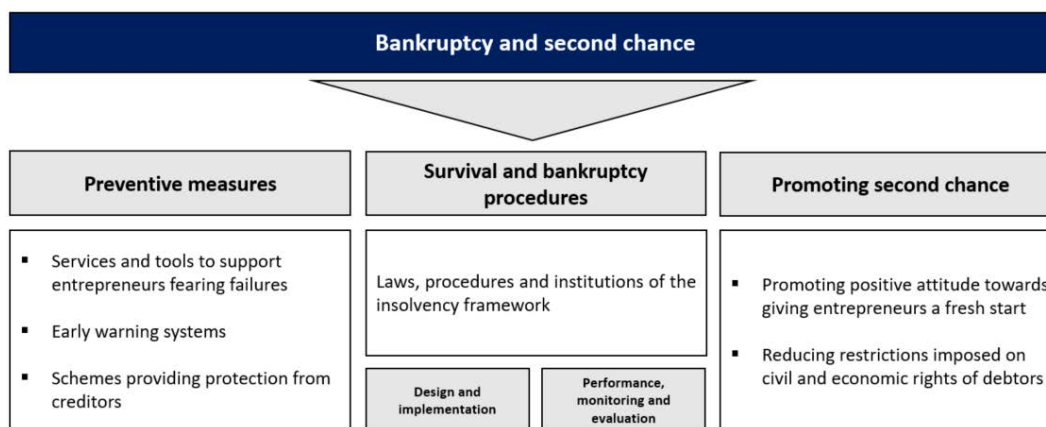 Bankruptcy and second chance
Preventive measures
Survival and bankruptcy
procedures
Promoting second chance
▪ Services and tools to support
entrepreneurs fearing failures
▪ Early warning systems
▪ Schemes providing protection from
creditors
Laws, procedures and institutions of the
insolvency framework
Design and
implementation
Performance,
monitoring and
evaluation
▪ Promoting positive attitude towards
giving entrepreneurs a fresh start
▪ Reducing restrictions imposed on
civil and economic rights of debtors